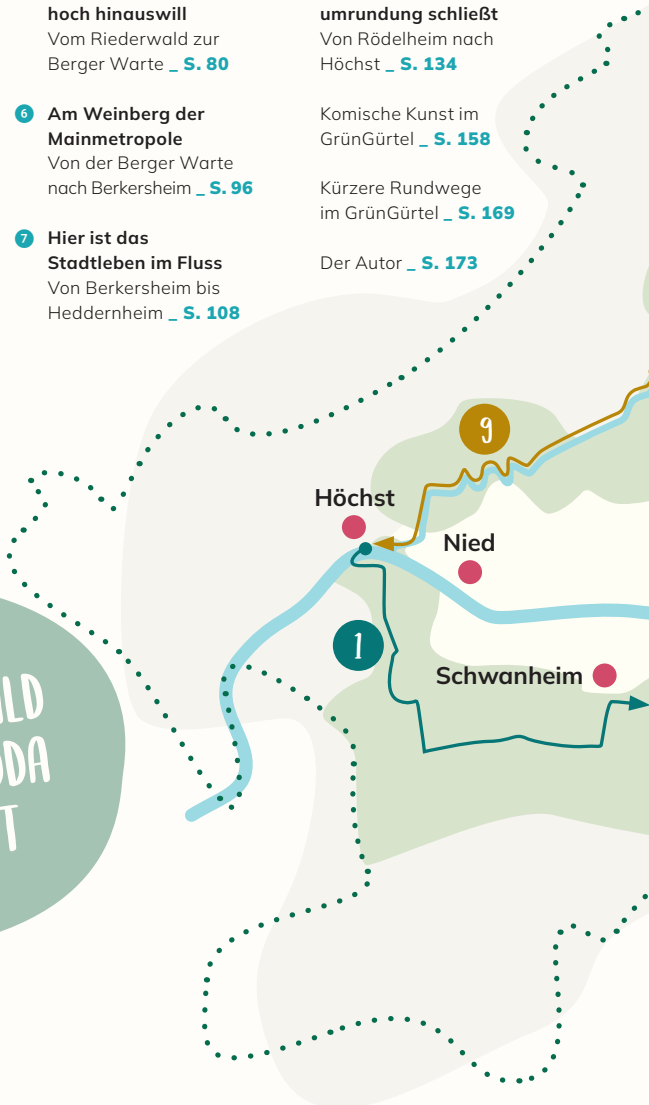 hoch hinauswill
Vom Riederwald zur
Berger Warte _ S. 80
6 Am Weinberg der
Mainmetropole
Von der Berger Warte
nach Berkersheim _ S. 96
7 Hier ist das
Stadtleben im Fluss
Von Berkersheim bis
Heddernheim _ S. 108
umrundung schließt
Von Rödelheim nach
Höchst _ S. 134
Komische Kunst im
GrünGürtel _ S. 158
Kürzere Rundwege
im GrünGürtel _ S. 169
Der Autor _ S. 173
9
Höchst
Nied
1
Schwanheim